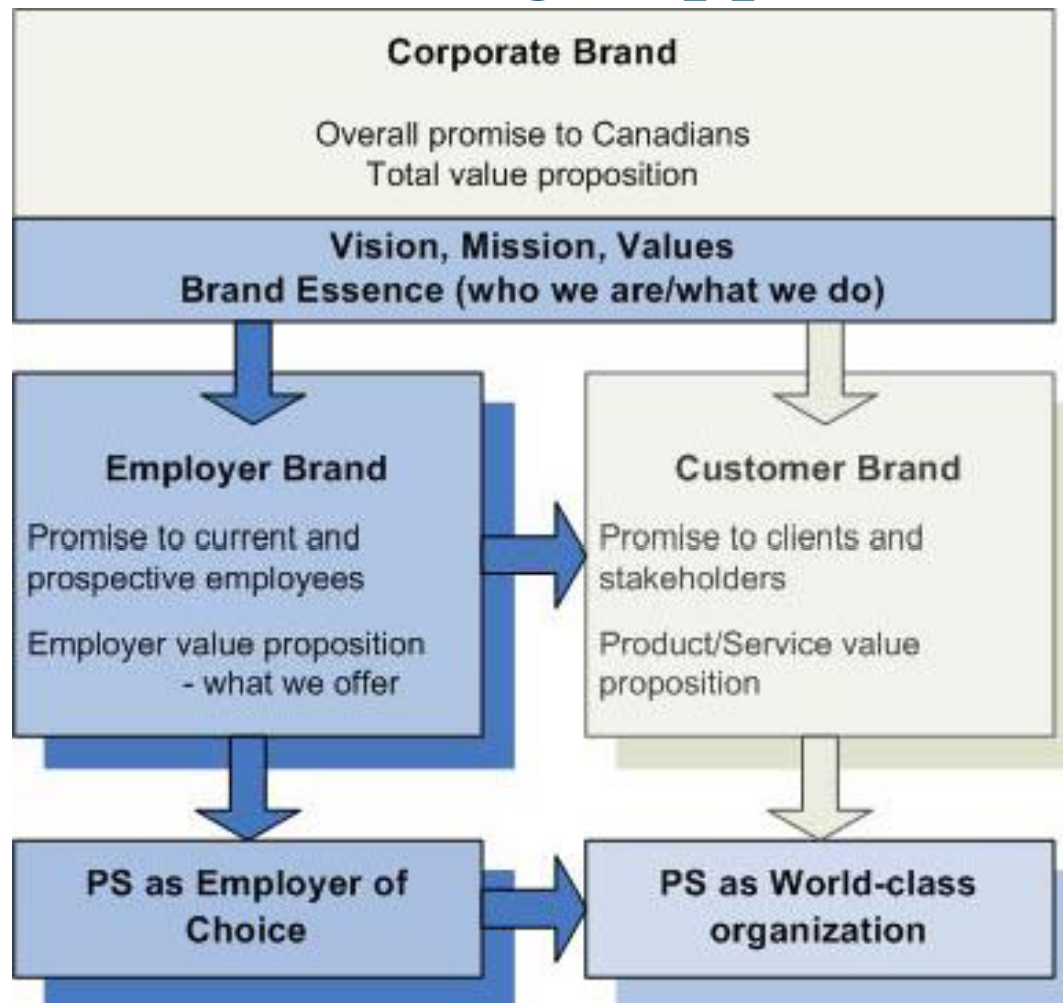 Corporate Brand
Overall promise to Canadians
Total value proposition
Vision, Mission, Values
Brand Essence (who we are/what we do)
Employer Brand
Promise to current and
prospective employees
Employer value proposition
- what we offer
Customer Brand
Promise to clients and
stakeholders
Product/Service value
proposition
PS as Employer of
Choice
PS as World-class
organization